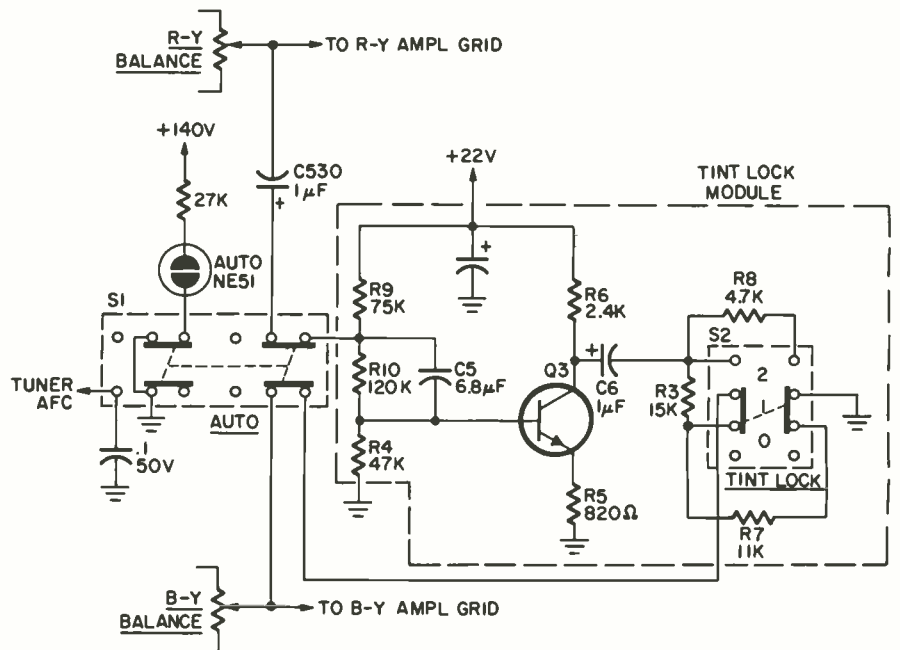 R-Y
BALANCE
TO R-Y AMPL GRID
+140V
27K
C530
1µF
+
AUTO
NE51
S1
TUNER
AFC
.1
50V
AUTO
+22V
TINT LOCK
MODULE
+
R9
75K
R10
120K
C5
6.8µF
R4
47K
R6
2.4K
Q3
+
C6
1µF
R5
820Ω
R8
4.7K
S2
R3
15K
2
1
0
TINT LOCK
R7
11K
B-Y
BALANCE
TO B-Y AMPL GRID